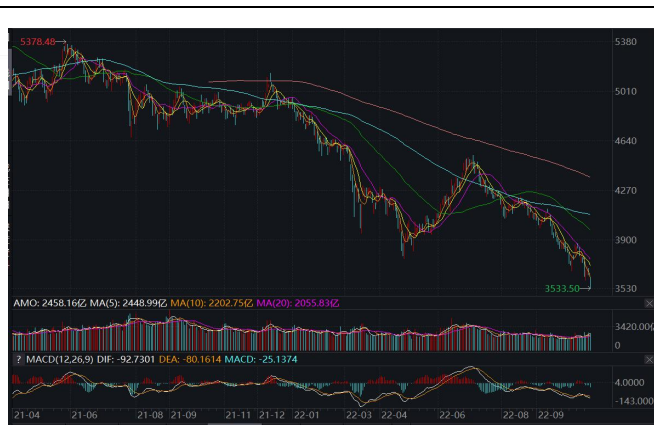 5378.48
5380
5010
4640
4270
3900
3533.50
3530
AMO: 2458.16亿 MA(5): 2448.99亿 MA(10): 2202.75亿 MA(20): 2055.83亿
3420.00亿
0
? MACD(12,26,9) DIF: -92.7301 DEA: -80.1614 MACD: -25.1374
4.0000
-143.000
21-04 21-06 21-08 21-09 21-11 21-12 22-01 22-03 22-04 22-06 22-08 22-09